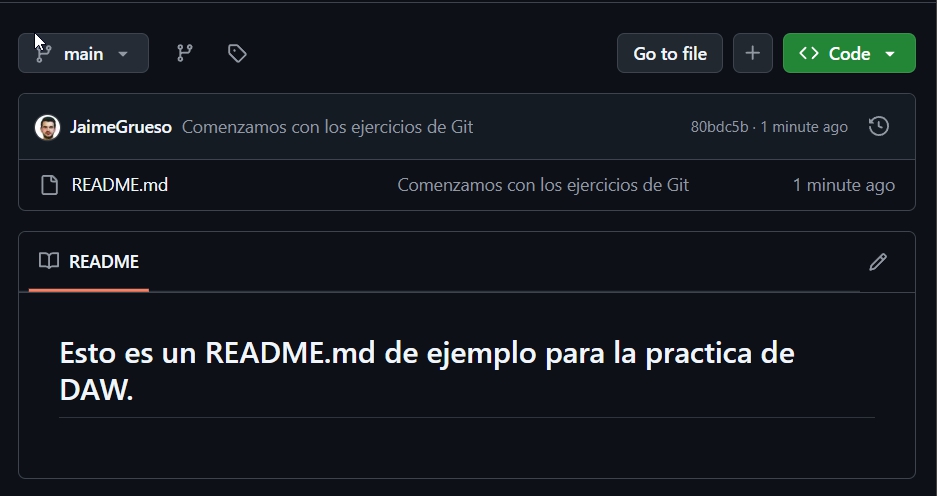 main
Go to file
Code
JaimeGrueso Comenzamos con los ejercicios de Git 80bdc5b · 1 minute ago
README.md Comenzamos con los ejercicios de Git 1 minute ago
README
Esto es un README.md de ejemplo para la practica de
DAW.